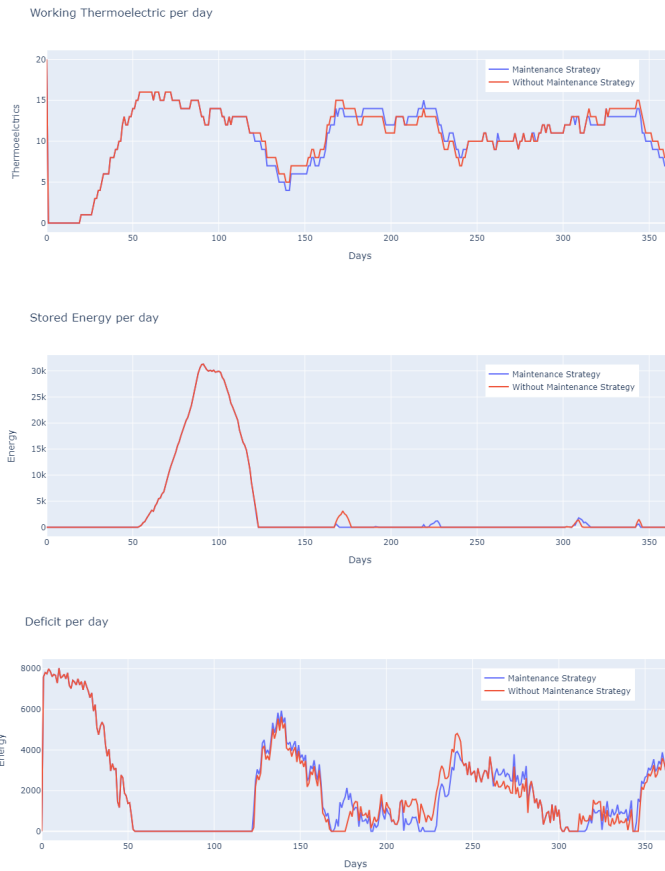 Working Thermoelectric per day
20
15
10
5
0
Thermoelctrics
Maintenance Strategy
Without Maintenance Strategy
0 50 100 150 200 250 300 350
Days
Stored Energy per day
30k
25k
20k
15k
10k
5k
0
Energy
Maintenance Strategy
Without Maintenance Strategy
0 50 100 150 200 250 300 350
Days
Deficit per day
8000
6000
4000
2000
0
Energy
Maintenance Strategy
Without Maintenance Strategy
0 50 100 150 200 250 300 350
Days